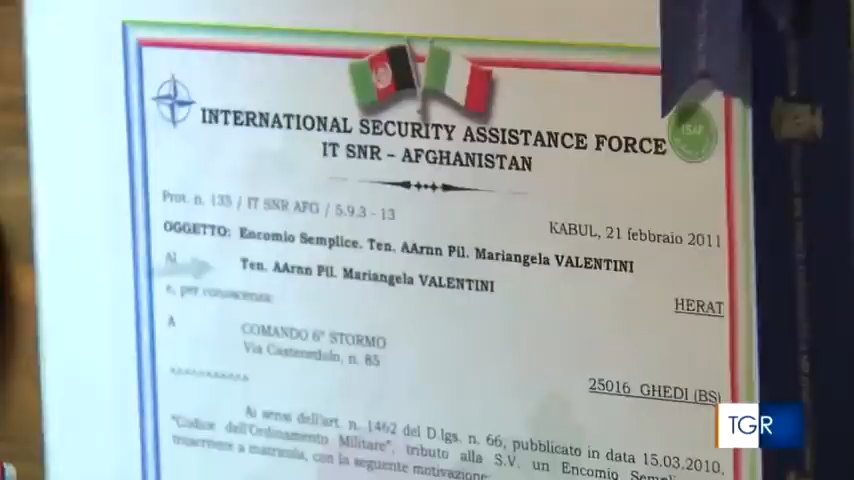 INTERNATIONAL SECURITY ASSISTANCE FORCE
ISAF
IT SNR - AFGHANISTAN
Prot. n. 135 / IT SNR AFG / 5.9.3 - 13
KABUL, 21 febbraio 2011
OGGETTO: Encomio Semplice. Ten. AArnn Pil. Mariangela VALENTINI
Al
Ten. AArnn Pil. Mariangela VALENTINI
HERAT
e, per conoscenza:
A
COMANDO 6° STORMO
Via Castenedolo, n. 85
25016 GHEDI (BS)
**********
Ai sensi dell'art. n. 1462 del D.lgs. n. 66, pubblicato in data 15.03.2010,
"Codice dell'Ordinamento Militare", tributo alla S.V. un Encomio
trascrivere a matricola, con la seguente motivazione:
TGR